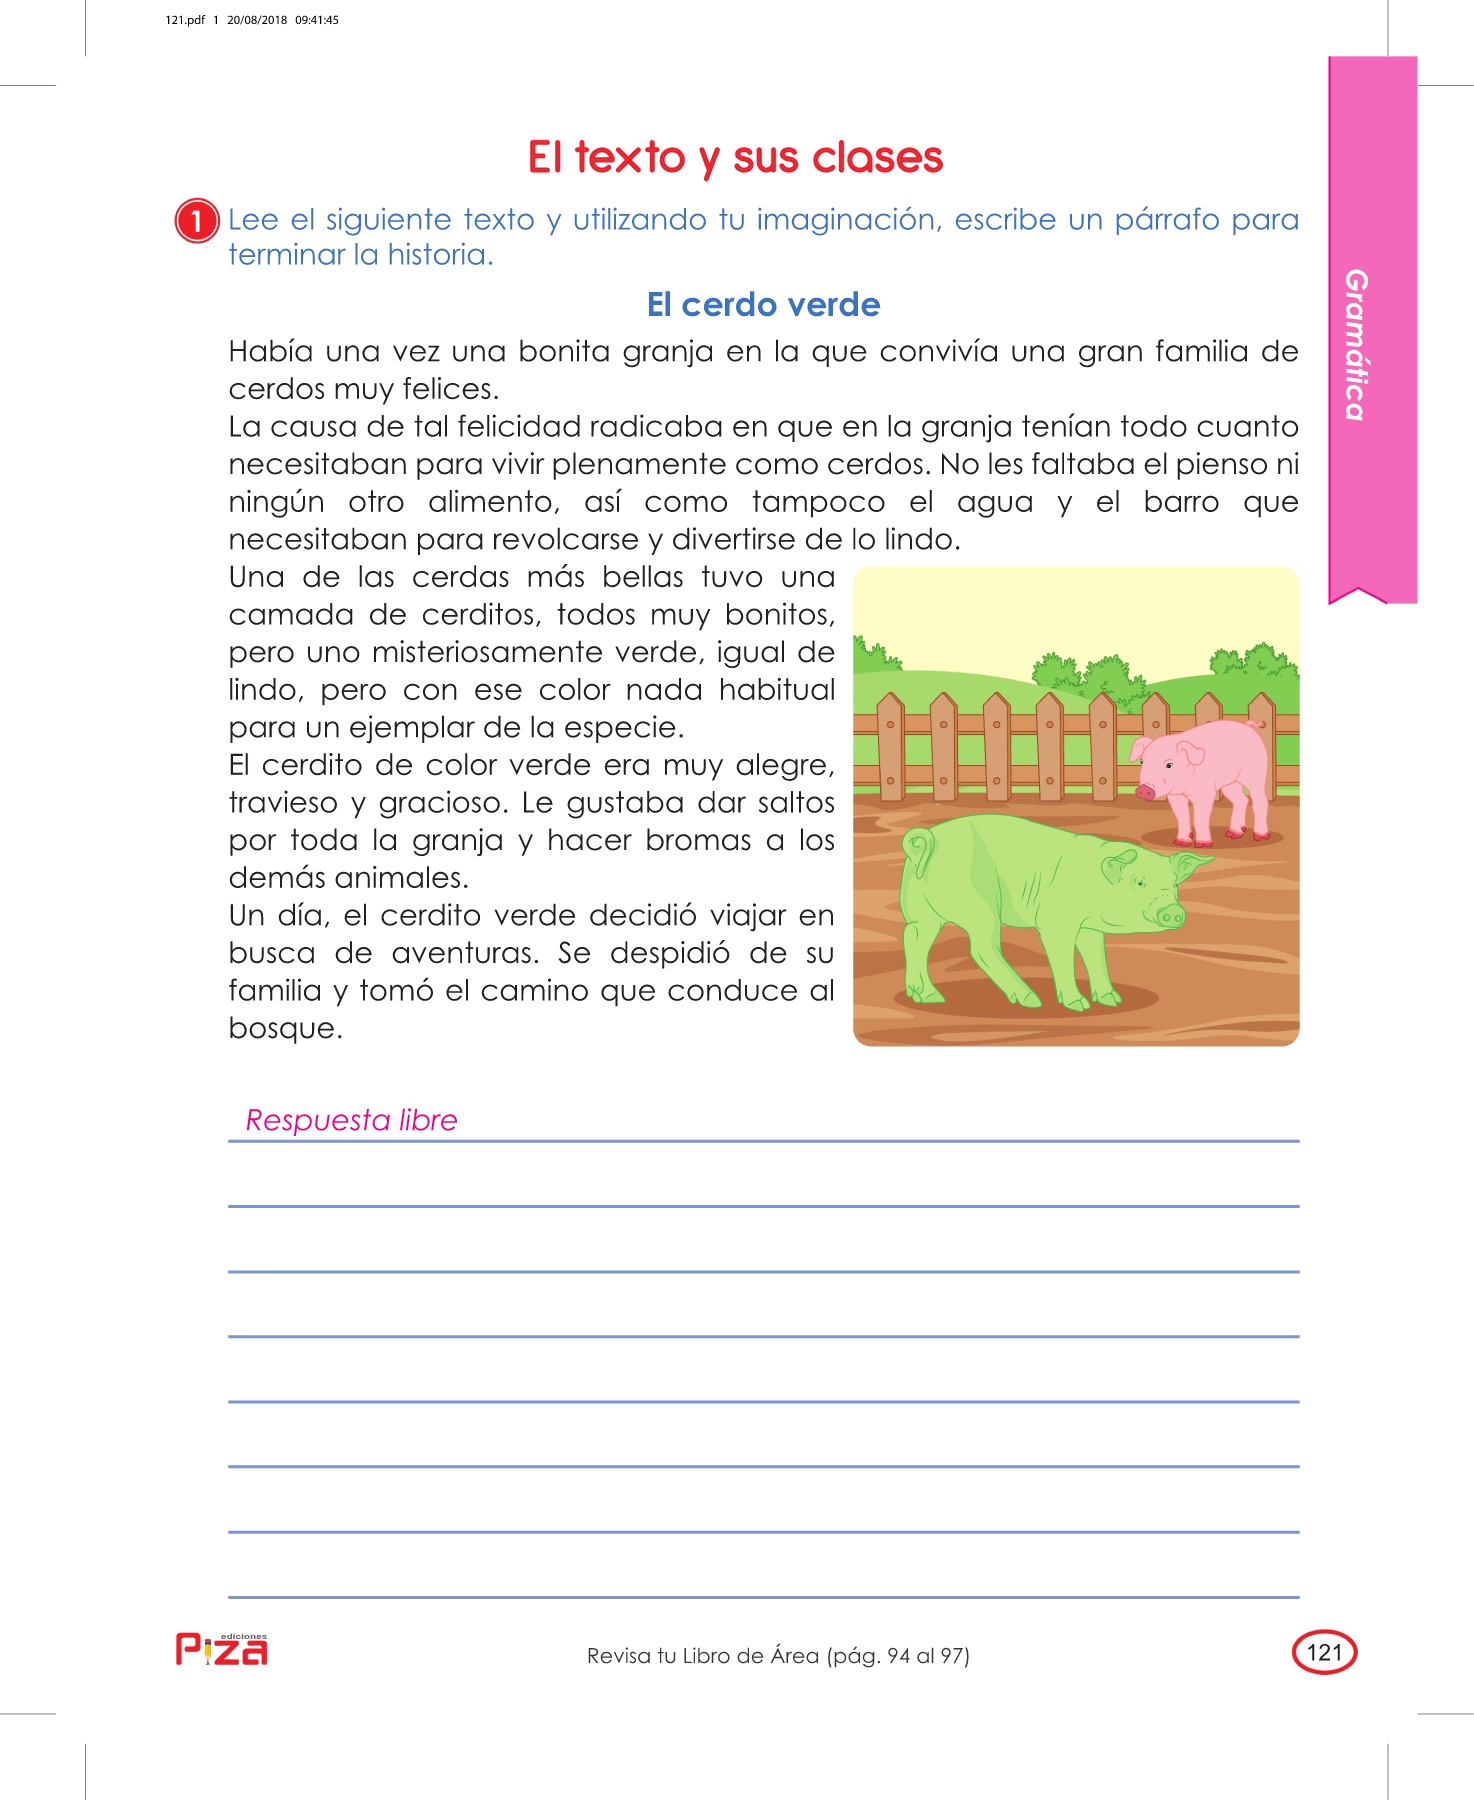 121.pdf 1 20/08/2018 09:41:45
El texto y sus clases
1 Lee el siguiente texto y utilizando tu imaginación, escribe un párrafo para
terminar la historia.
El cerdo verde
Había una vez una bonita granja en la que convivía una gran familia de
cerdos muy felices.
La causa de tal felicidad radicaba en que en la granja tenían todo cuanto
necesitaban para vivir plenamente como cerdos. No les faltaba el pienso ni
ningún otro alimento, así como tampoco el agua y el barro que
necesitaban para revolcarse y divertirse de lo lindo.
Una de las cerdas más bellas tuvo una
camada de cerditos, todos muy bonitos,
pero uno misteriosamente verde, igual de
lindo, pero con ese color nada habitual
para un ejemplar de la especie.
El cerdito de color verde era muy alegre,
travieso y gracioso. Le gustaba dar saltos
por toda la granja y hacer bromas a los
demás animales.
Un día, el cerdito verde decidió viajar en
busca de aventuras. Se despidió de su
familia y tomó el camino que conduce al
bosque.
Respuesta libre
Gramática
ediciones
Piza
Revisa tu Libro de Área (pág. 94 al 97)
121